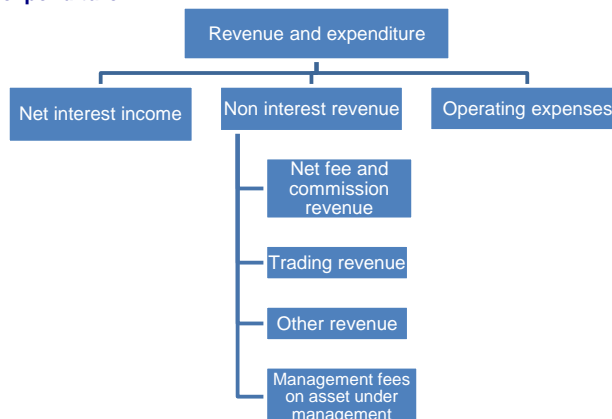 Revenue and expenditure
Net interest income
Non interest revenue
Operating expenses
Net fee and
commission
revenue
Trading revenue
Other revenue
Management fees
on asset under
management